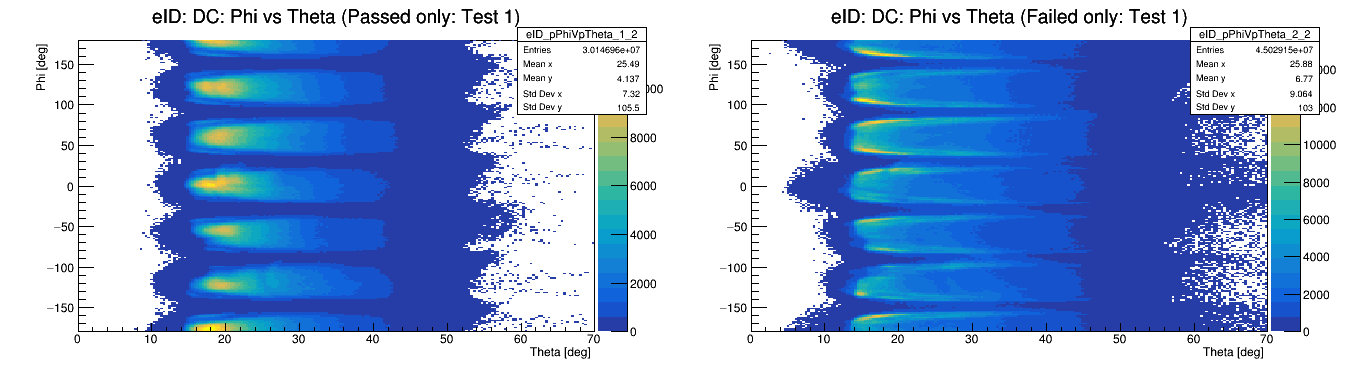 eID: DC: Phi vs Theta (Passed only: Test 1)
eID_pPhiVpTheta_1_2
Entries 3.014696e+07
Mean x 25.49
Mean y 4.137
Std Dev x 7.32
Std Dev y 105.5
Phi [deg]
150
100
50
0
−50
−100
−150
0 10 20 30 40 50 60 70
Theta [deg]
000
8000
6000
4000
2000
0
eID: DC: Phi vs Theta (Failed only: Test 1)
eID_pPhiVpTheta_2_2
Entries 4.502915e+07
Mean x 25.88
Mean y 6.77
Std Dev x 9.064
Std Dev y 103
Phi [deg]
150
100
50
0
−50
−100
−150
0 10 20 30 40 50 60 70
Theta [deg]
000
000
10000
8000
6000
4000
2000
0